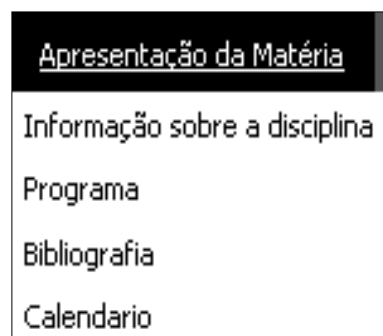 Apresentação da Matéria
Informação sobre a disciplina
Programa
Bibliografia
Calendario